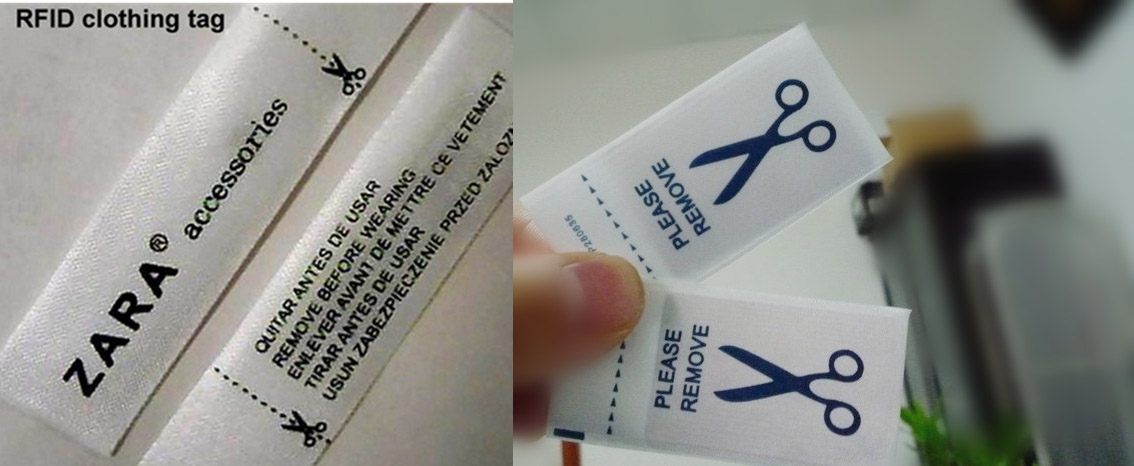 RFID clothing tag
ZARA® accessories
QUITAR ANTES DE USAR
REMOVE BEFORE WEARING
ENLEVER AVANT DE METTRE CE VETEMENT
TIRAR ANTES DE USAR
USUN ZABEZPIECZENIE PRZED
PLEASE
REMOVE
PLEASE
REMOVE